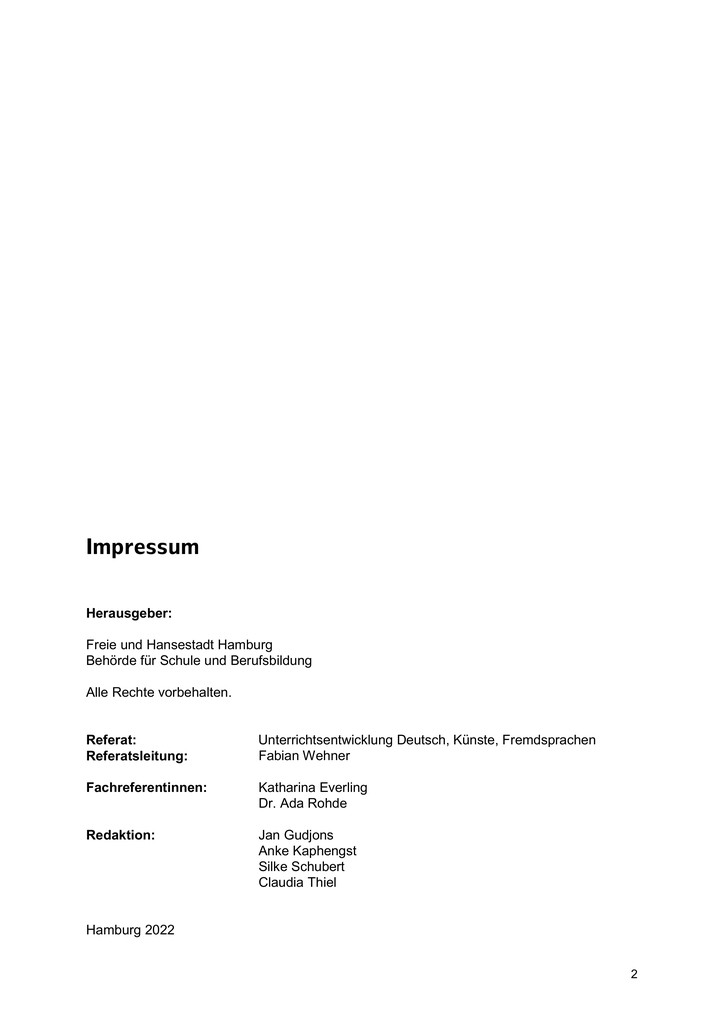 Impressum
Herausgeber:
Freie und Hansestadt Hamburg
Behörde für Schule und Berufsbildung
Alle Rechte vorbehalten.
Referat: Unterrichtsentwicklung Deutsch, Künste, Fremdsprachen
Referatsleitung: Fabian Wehner
Fachreferentinnen: Katharina Everling
Dr. Ada Rohde
Redaktion: Jan Gudjons
Anke Kaphengst
Silke Schubert
Claudia Thiel
Hamburg 2022
2